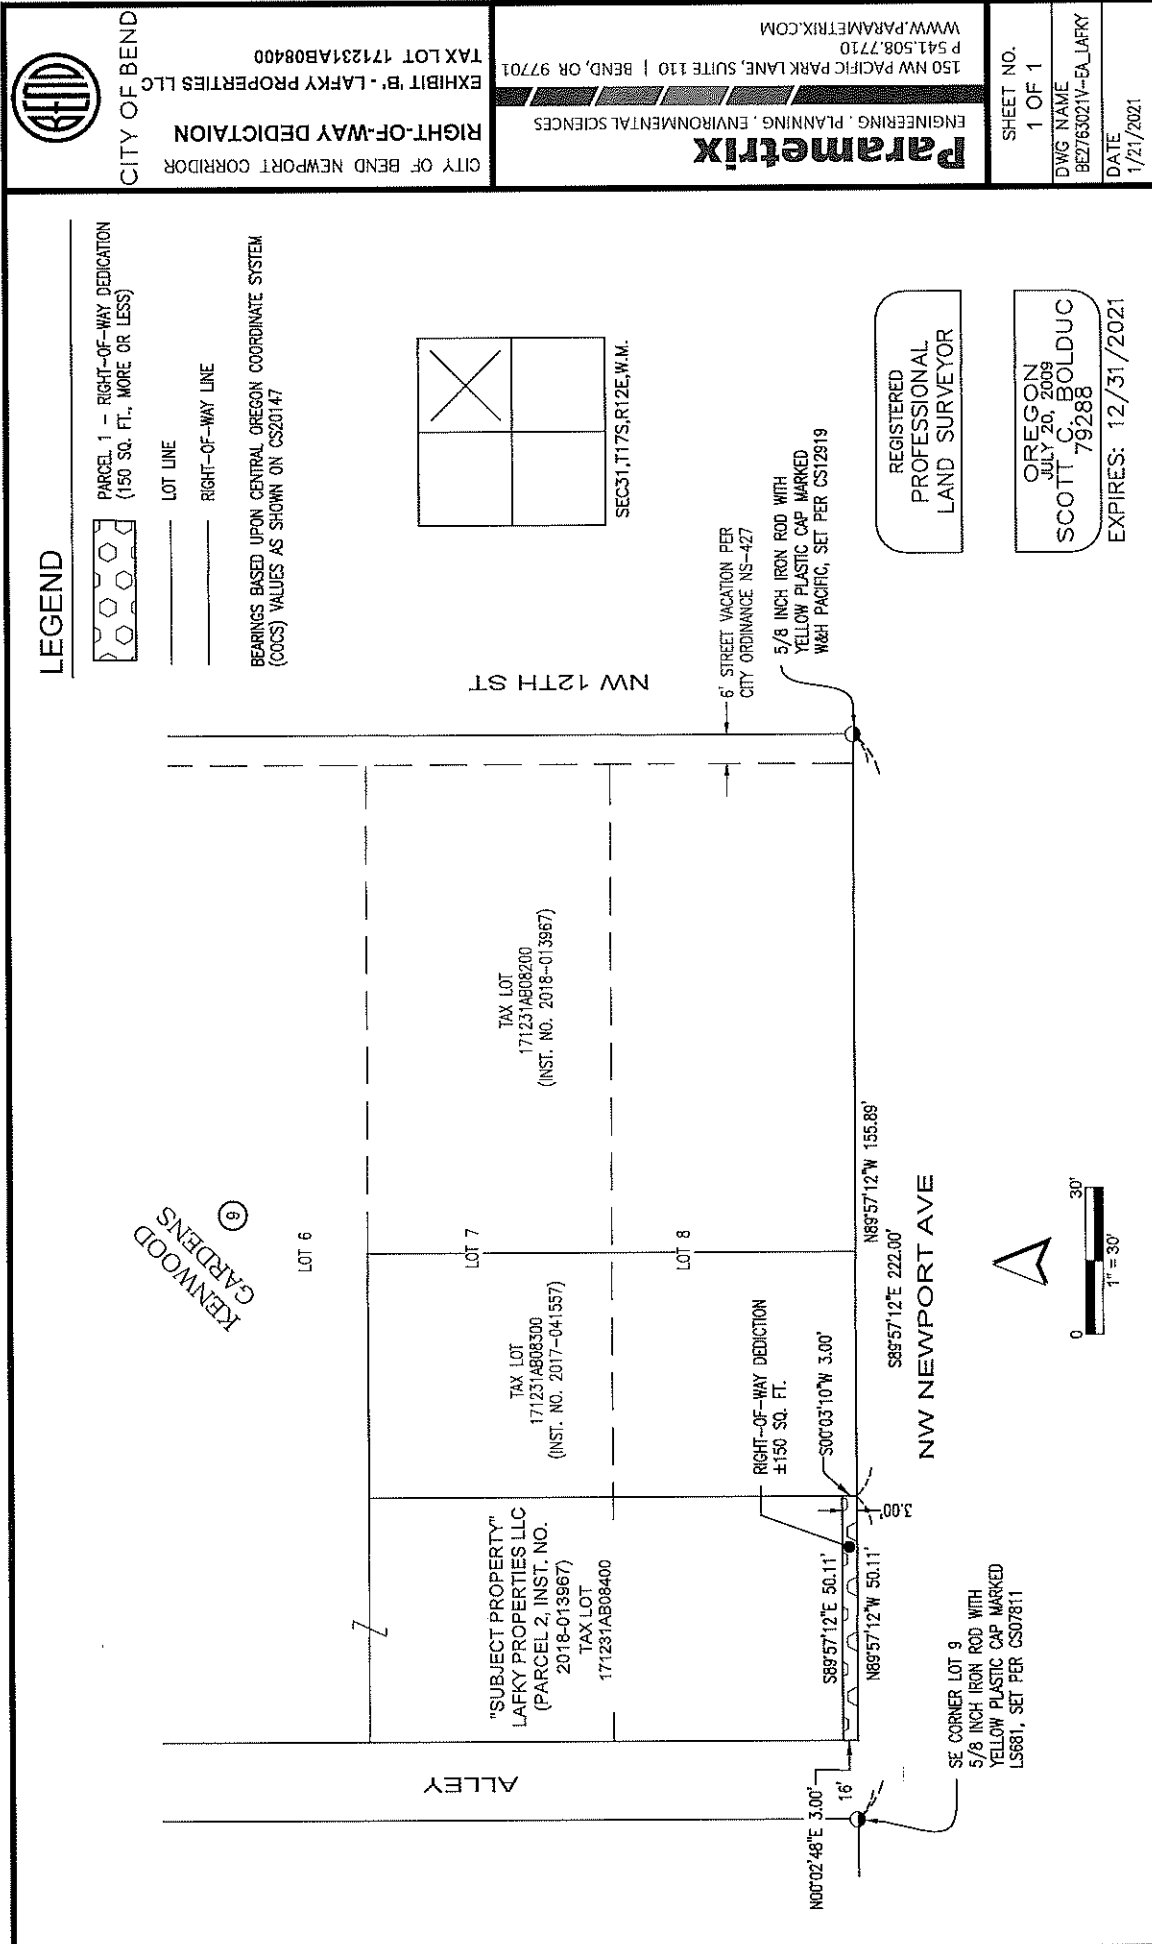 LEGEND
PARCEL 1 - RIGHT-OF-WAY DEDICATION
(150 SQ. FT., MORE OR LESS)
LOT LINE
RIGHT-OF-WAY LINE
BEARINGS BASED UPON CENTRAL OREGON COORDINATE SYSTEM
(COCS) VALUES AS SHOWN ON CS20147
SEC31,T17S,R12E,W.M.
KENWOOD
GARDENS
9
LOT 6
LOT 7
LOT 8
TAX LOT
171231AB08200
(INST. NO. 2018-013967)
TAX LOT
171231AB08300
(INST. NO. 2017-041557)
"SUBJECT PROPERTY"
LAFKY PROPERTIES LLC
(PARCEL 2, INST. NO.
2018-013967)
TAX LOT
171231AB08400
ALLEY
NW 12TH ST
6' STREET VACATION PER
CITY ORDINANCE NS-427
5/8 INCH IRON ROD WITH
YELLOW PLASTIC CAP MARKED
W&H PACIFIC, SET PER CS12919
RIGHT-OF-WAY DEDICTION
±150 SQ. FT.
S00°03'10"W 3.00'
S89°57'12"E 50.11'
N89°57'12"W 50.11'
3.00'
N89°57'12"W 155.89'
S89°57'12"E 222.00'
NW NEWPORT AVE
N00°02'48"E 3.00'
16'
SE CORNER LOT 9
5/8 INCH IRON ROD WITH
YELLOW PLASTIC CAP MARKED
LS681, SET PER CS07811
0
30'
1" = 30'
REGISTERED
PROFESSIONAL
LAND SURVEYOR
OREGON
JULY 20, 2009
SCOTT C. BOLDUC
79288
EXPIRES: 12/31/2021
BEND
CITY OF BEND
CITY OF BEND NEWPORT CORRIDOR
RIGHT-OF-WAY DEDICTAION
EXHIBIT 'B' - LAFKY PROPERTIES LLC
TAX LOT 171231AB08400
Parametrix
ENGINEERING . PLANNING . ENVIRONMENTAL SCIENCES
150 NW PACIFIC PARK LANE, SUITE 110 | BEND, OR 97701
P 541.508.7710
WWW.PARAMETRIX.COM
SHEET NO.
1 OF 1
DWG NAME
BE2763021V-EA_LAFKY
DATE
1/21/2021